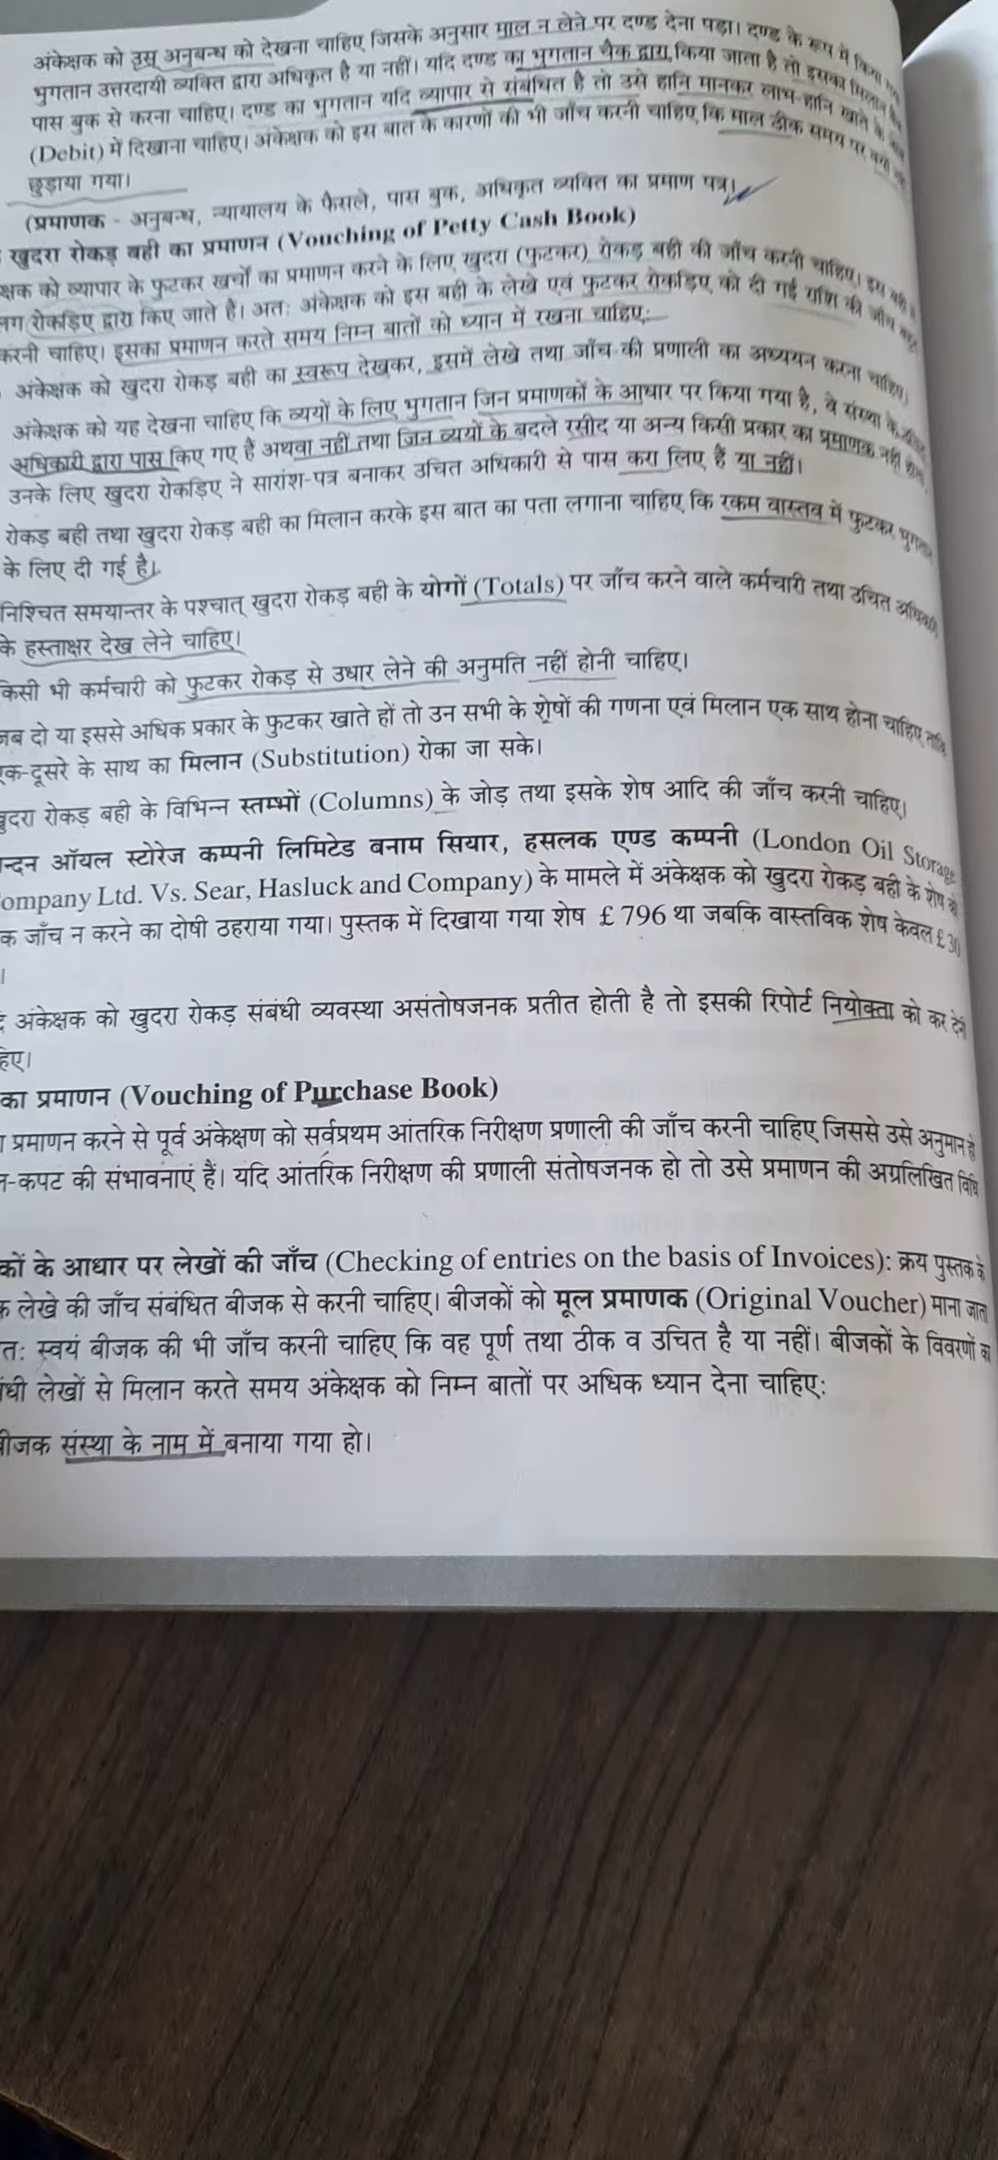 अंकेक्षक को उस अनुबन्ध को देखना चाहिए जिसके अनुसार माल न लेने पर दण्ड देना पड़ा। दण्ड के रूप में किया
भुगतान उत्तरदायी व्यक्ति द्वारा अधिकृत है या नहीं। यदि दण्ड का भुगतान चैक द्वारा किया जाता है तो इसका मिलान
पास बुक से करना चाहिए। दण्ड का भुगतान यदि व्यापार से संबंधित है तो उसे हानि मानकर लाभ-हानि खाते के
(Debit) में दिखाना चाहिए। अंकेक्षक को इस बात के कारणों की भी जाँच करनी चाहिए कि माल ठीक समय पर क्यों
छुड़ाया गया।
(प्रमाणक - अनुबन्ध, न्यायालय के फैसले, पास बुक, अधिकृत व्यक्ति का प्रमाण पत्र)
खुदरा रोकड़ बही का प्रमाणन (Vouching of Petty Cash Book)
क्षक को व्यापार के फुटकर खर्चों का प्रमाणन करने के लिए खुदरा (फुटकर) रोकड़ बही की जाँच करनी चाहिए। इस बही
लग रोकड़िए द्वारा किए जाते हैं। अतः अंकेक्षक को इस बही के लेखे एवं फुटकर रोकड़िए को दी गई राशि की जाँच
करनी चाहिए। इसका प्रमाणन करते समय निम्न बातों को ध्यान में रखना चाहिए:
अंकेक्षक को खुदरा रोकड़ बही का स्वरूप देखकर, इसमें लेखे तथा जाँच की प्रणाली का अध्ययन करना चाहिए।
अंकेक्षक को यह देखना चाहिए कि व्ययों के लिए भुगतान जिन प्रमाणकों के आधार पर किया गया है, वे संस्था के
अधिकारी द्वारा पास किए गए हैं अथवा नहीं तथा जिन व्ययों के बदले रसीद या अन्य किसी प्रकार का प्रमाणक नहीं
उनके लिए खुदरा रोकड़िए ने सारांश-पत्र बनाकर उचित अधिकारी से पास करा लिए हैं या नहीं।
रोकड़ बही तथा खुदरा रोकड़ बही का मिलान करके इस बात का पता लगाना चाहिए कि रकम वास्तव में फुटकर भुगतान
के लिए दी गई है।
निश्चित समयान्तर के पश्चात् खुदरा रोकड़ बही के योगों (Totals) पर जाँच करने वाले कर्मचारी तथा उचित अधिकारी
के हस्ताक्षर देख लेने चाहिए।
किसी भी कर्मचारी को फुटकर रोकड़ से उधार लेने की अनुमति नहीं होनी चाहिए।
जब दो या इससे अधिक प्रकार के फुटकर खाते हों तो उन सभी के शेषों की गणना एवं मिलान एक साथ होना चाहिए ताकि
एक-दूसरे के साथ का मिलान (Substitution) रोका जा सके।
खुदरा रोकड़ बही के विभिन्न स्तम्भों (Columns) के जोड़ तथा इसके शेष आदि की जाँच करनी चाहिए।
न्दन ऑयल स्टोरेज कम्पनी लिमिटेड बनाम सियार, हसलक एण्ड कम्पनी (London Oil Storage
ompany Ltd. Vs. Sear, Hasluck and Company) के मामले में अंकेक्षक को खुदरा रोकड़ बही के शेष की
क जाँच न करने का दोषी ठहराया गया। पुस्तक में दिखाया गया शेष £ 796 था जबकि वास्तविक शेष केवल £ 30
।
अंकेक्षक को खुदरा रोकड़ संबंधी व्यवस्था असंतोषजनक प्रतीत होती है तो इसकी रिपोर्ट नियोक्ता को कर देनी
हिए।
का प्रमाणन (Vouching of Purchase Book)
प्रमाणन करने से पूर्व अंकेक्षण को सर्वप्रथम आंतरिक निरीक्षण प्रणाली की जाँच करनी चाहिए जिससे उसे अनुमान हो
-कपट की संभावनाएं हैं। यदि आंतरिक निरीक्षण की प्रणाली संतोषजनक हो तो उसे प्रमाणन की अग्रलिखित विधि
कों के आधार पर लेखों की जाँच (Checking of entries on the basis of Invoices): क्रय पुस्तक के
क लेखे की जाँच संबंधित बीजक से करनी चाहिए। बीजकों को मूल प्रमाणक (Original Voucher) माना जाता
तः स्वयं बीजक की भी जाँच करनी चाहिए कि वह पूर्ण तथा ठीक व उचित है या नहीं। बीजकों के विवरणों का
ंधी लेखों से मिलान करते समय अंकेक्षक को निम्न बातों पर अधिक ध्यान देना चाहिए:
बीजक संस्था के नाम में बनाया गया हो।